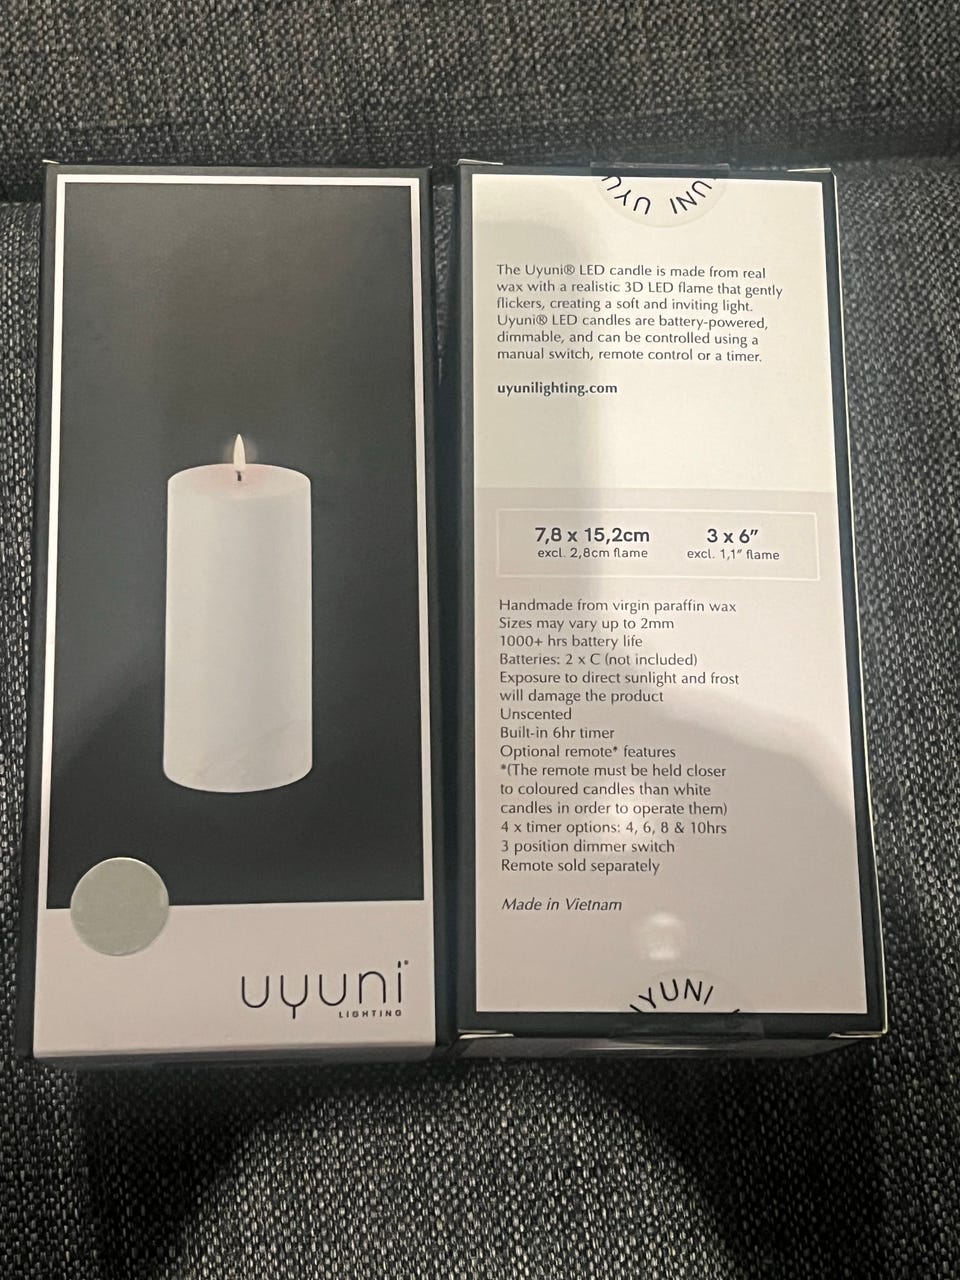 uyuni
LIGHTING
UYU UNI
The Uyuni® LED candle is made from real
wax with a realistic 3D LED flame that gently
flickers, creating a soft and inviting light.
Uyuni® LED candles are battery-powered,
dimmable, and can be controlled using a
manual switch, remote control or a timer.
uyunilighting.com
7,8 x 15,2cm 3 x 6″
excl. 2,8cm flame excl. 1,1″ flame
Handmade from virgin paraffin wax
Sizes may vary up to 2mm
1000+ hrs battery life
Batteries: 2 x C (not included)
Exposure to direct sunlight and frost
will damage the product
Unscented
Built-in 6hr timer
Optional remote* features
*(The remote must be held closer
to coloured candles than white
candles in order to operate them)
4 x timer options: 4, 6, 8 & 10hrs
3 position dimmer switch
Remote sold separately
Made in Vietnam
UYUNI